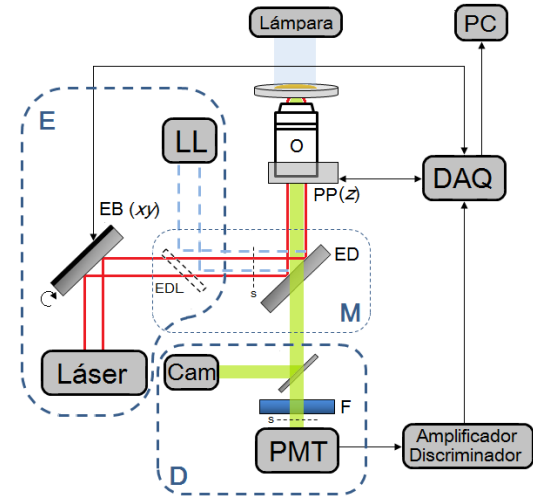 Lámpara
PC
E
LL
O
PP(z)
DAQ
EB (xy)
ED
EDL
s
M
Láser
Cam
F
s
PMT
D
Amplificador
Discriminador